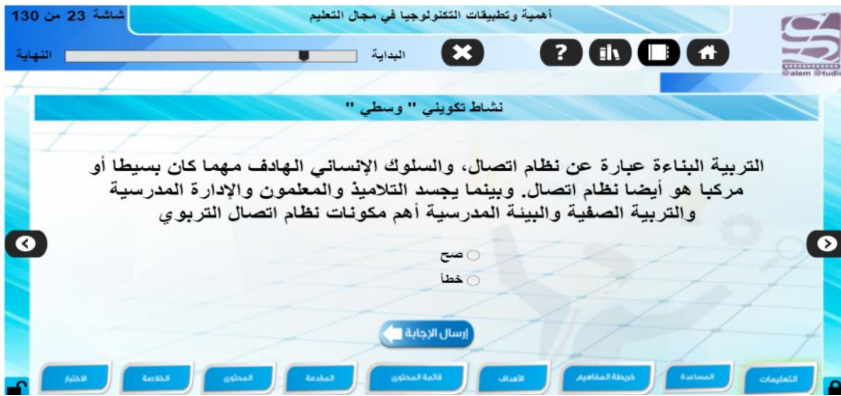 أهمية وتطبيقات التكنولوجيا في مجال التعليم
شاشة 23 من 130
البداية
النهاية
Salem Studio
نشاط تكويني " وسطي "
التربية البناءة عبارة عن نظام اتصال، والسلوك الإنساني الهادف مهما كان بسيطا أو
مركبا هو أيضا نظام اتصال. وبينما يجسد التلاميذ والمعلمون والإدارة المدرسية
والتربية الصفية والبيئة المدرسية أهم مكونات نظام اتصال التربوي
صح
خطأ
إرسال الإجابة
التعليمات
المساعدة
خريطة المفاهيم
الأهداف
قائمة المحتوى
المقدمة
المحتوى
الخلاصة
الاختبار